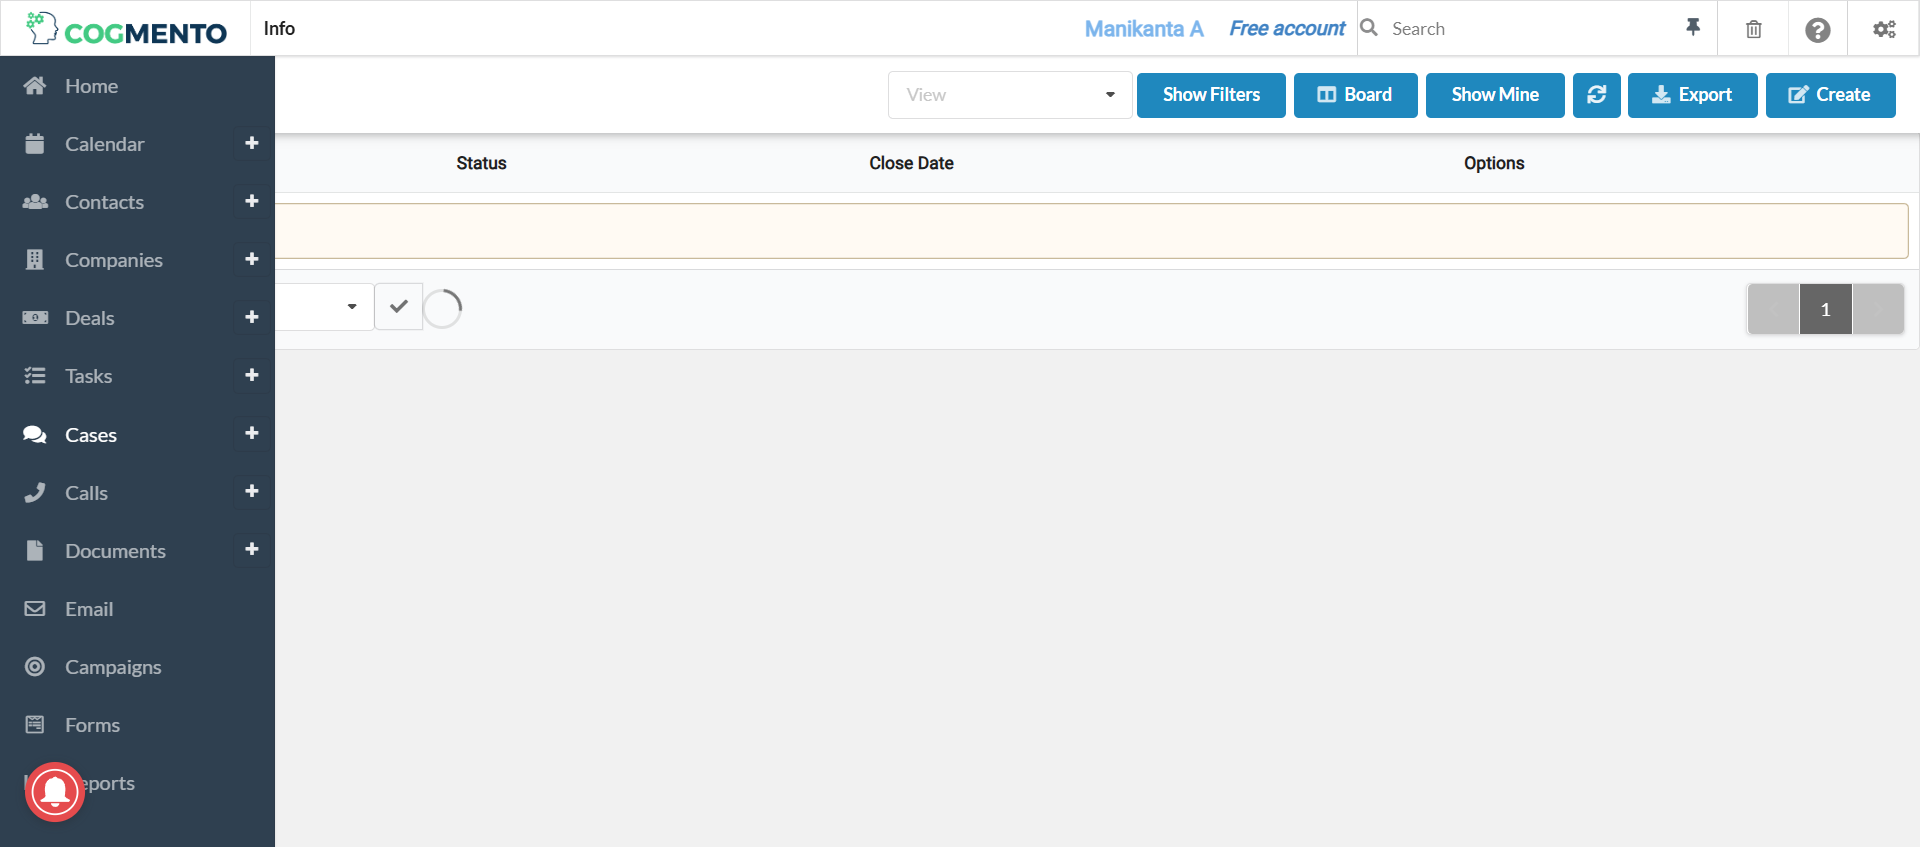 COGMENTO
Info
Manikanta A
Free account
Search
Home
Calendar
Contacts
Companies
Deals
Tasks
Cases
Calls
Documents
Email
Campaigns
Forms
eports
View
Show Filters
Board
Show Mine
Export
Create
Status
Close Date
Options
1